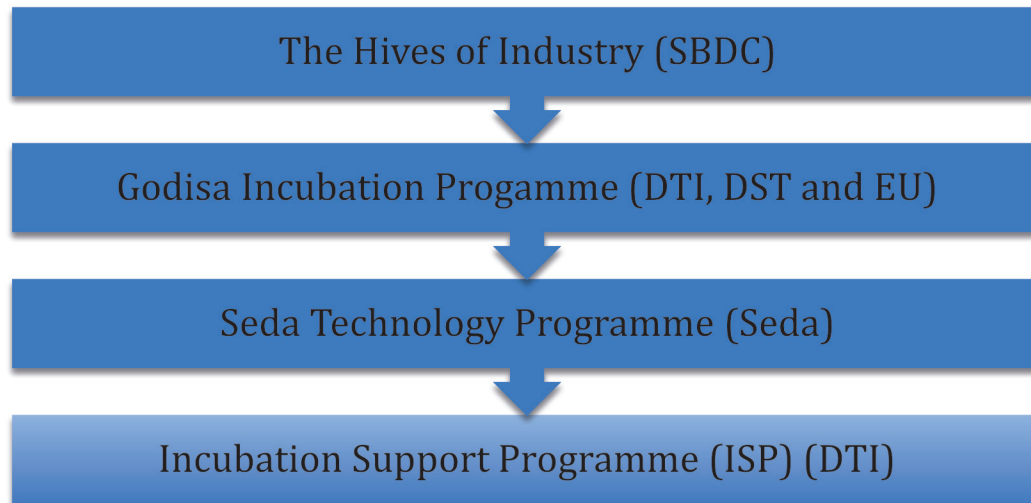 The Hives of Industry (SBDC)
Godisa Incubation Progamme (DTI, DST and EU)
Seda Technology Programme (Seda)
Incubation Support Programme (ISP) (DTI)